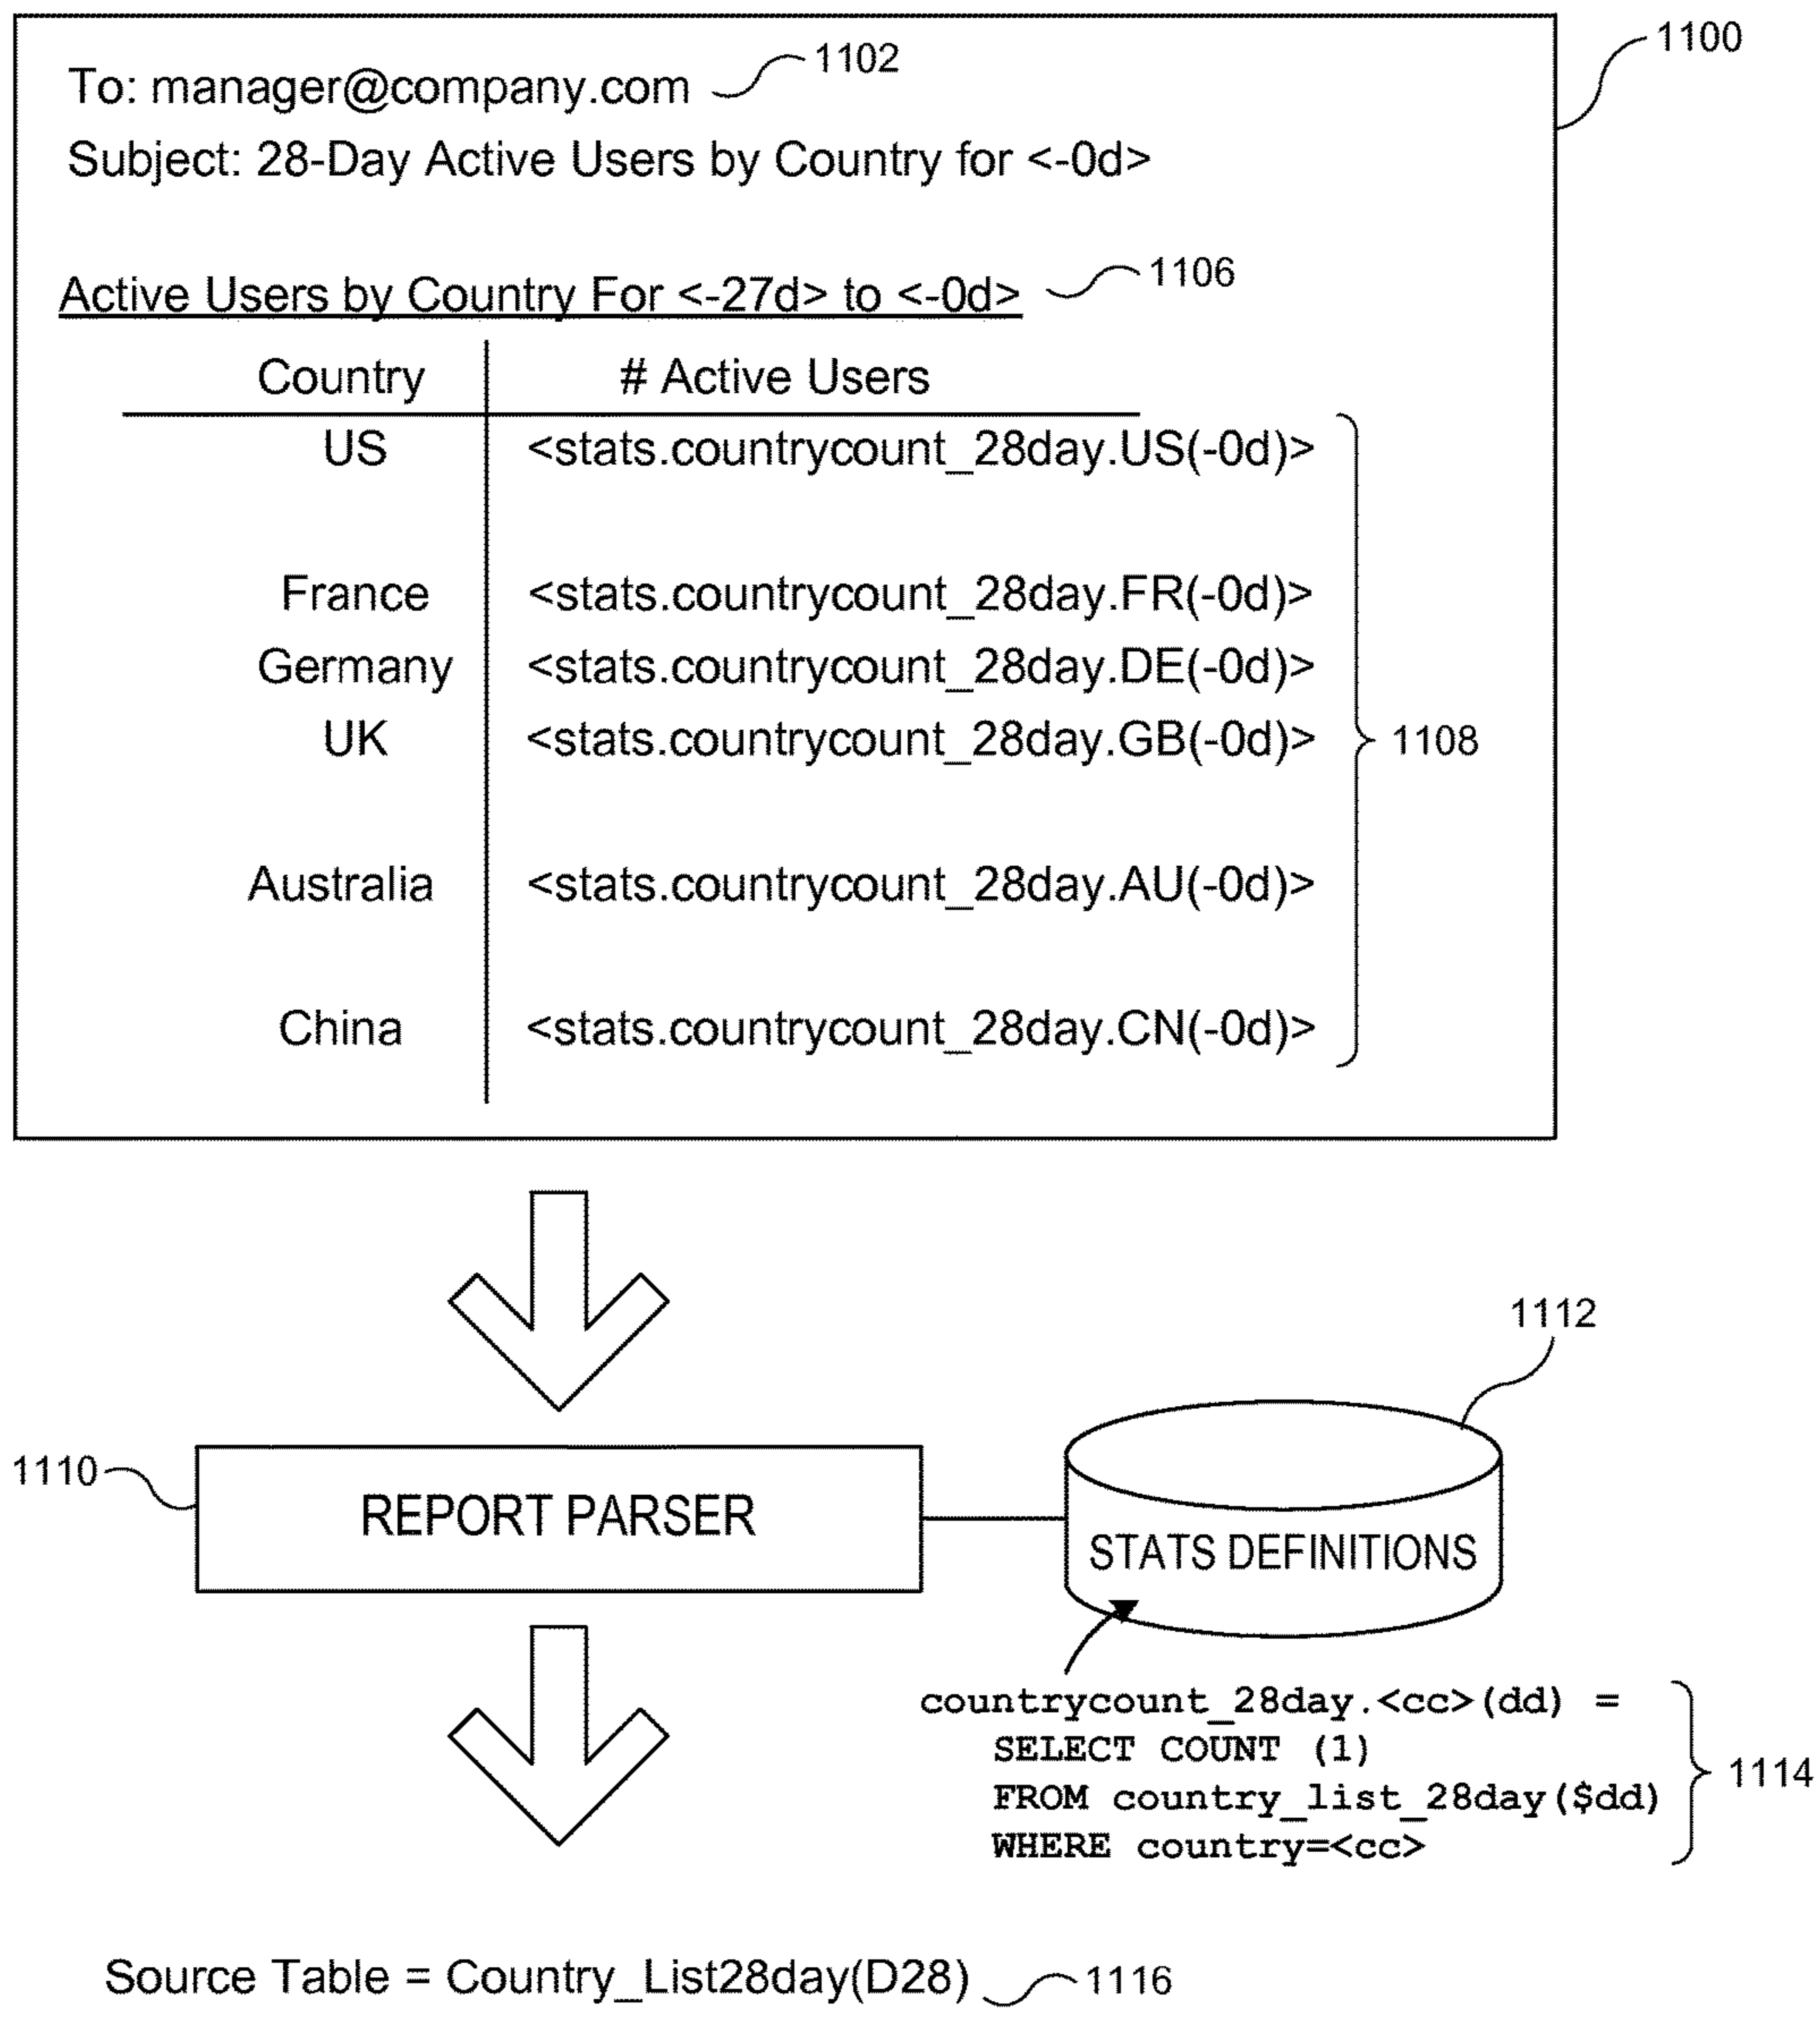 1100
To: manager@company.com 1102
Subject: 28-Day Active Users by Country for <-0d>
Active Users by Country For <-27d> to <-0d> 1106
Country # Active Users
US <stats.countrycount_28day.US(-0d)>
France <stats.countrycount_28day.FR(-0d)>
Germany <stats.countrycount_28day.DE(-0d)>
UK <stats.countrycount_28day.GB(-0d)> 1108
Australia <stats.countrycount_28day.AU(-0d)>
China <stats.countrycount_28day.CN(-0d)>
1112
1110 REPORT PARSER
STATS DEFINITIONS
countrycount_28day.<cc>(dd) =
SELECT COUNT (1)
FROM country_list_28day($dd) 1114
WHERE country=<cc>
Source Table = Country_List28day(D28) 1116